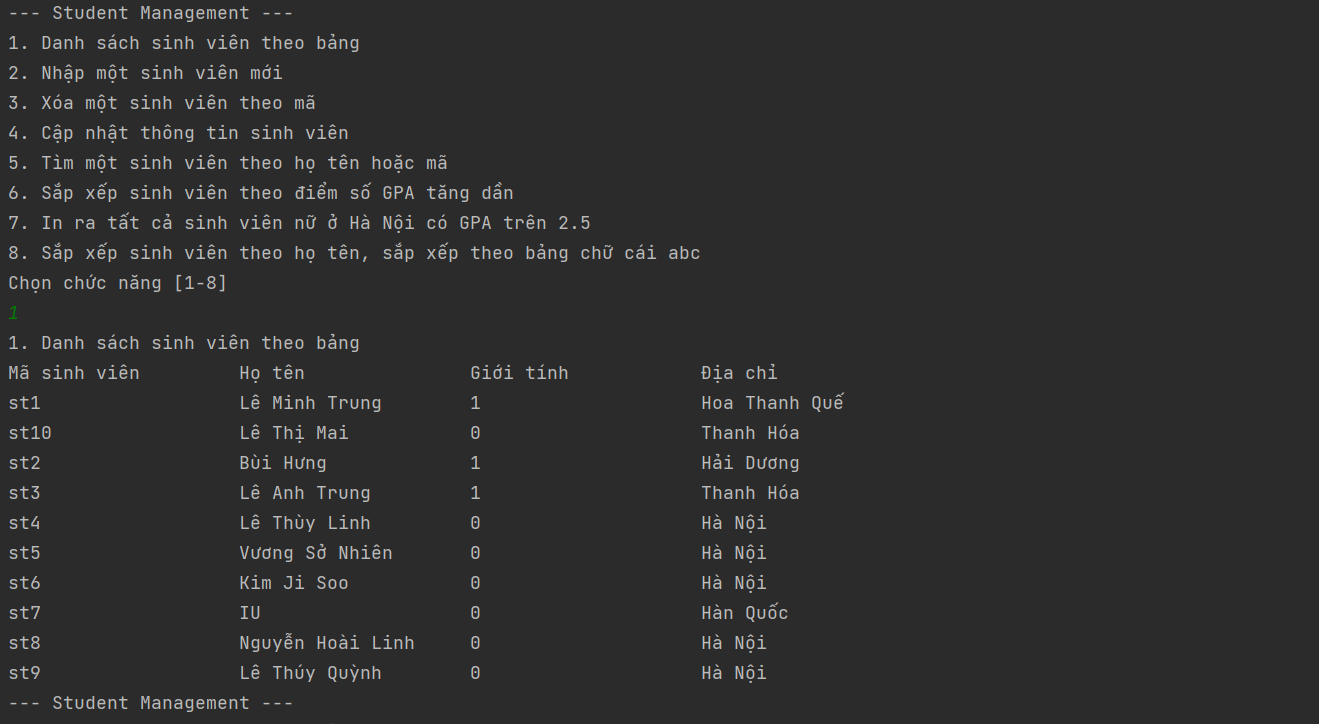 --- Student Management ---
1. Danh sách sinh viên theo bảng
2. Nhập một sinh viên mới
3. Xóa một sinh viên theo mã
4. Cập nhật thông tin sinh viên
5. Tìm một sinh viên theo họ tên hoặc mã
6. Sắp xếp sinh viên theo điểm số GPA tăng dần
7. In ra tất cả sinh viên nữ ở Hà Nội có GPA trên 2.5
8. Sắp xếp sinh viên theo họ tên, sắp xếp theo bảng chữ cái abc
Chọn chức năng [1-8]
1
1. Danh sách sinh viên theo bảng
Mã sinh viên Họ tên Giới tính Địa chỉ
st1 Lê Minh Trung 1 Hoa Thanh Quế
st10 Lê Thị Mai 0 Thanh Hóa
st2 Bùi Hưng 1 Hải Dương
st3 Lê Anh Trung 1 Thanh Hóa
st4 Lê Thùy Linh 0 Hà Nội
st5 Vương Sở Nhiên 0 Hà Nội
st6 Kim Ji Soo 0 Hà Nội
st7 IU 0 Hàn Quốc
st8 Nguyễn Hoài Linh 0 Hà Nội
st9 Lê Thúy Quỳnh 0 Hà Nội
--- Student Management ---